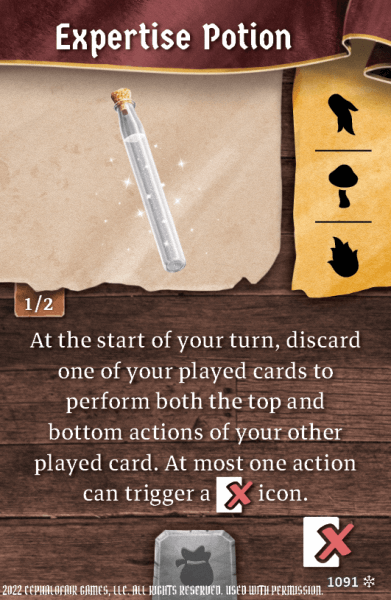 Expertise Potion
1/2
At the start of your turn, discard
one of your played cards to
perform both the top and
bottom actions of your other
played card. At most one action
can trigger a icon.
1091
2022 CEPHALOFAIR GAMES, LLC. ALL RIGHTS RESERVED. USED WITH PERMISSION.